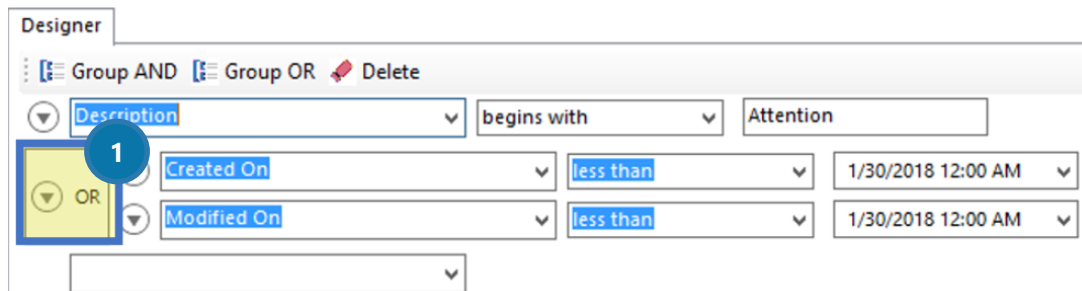 Designer
Group AND Group OR Delete
Description begins with Attention
1
Created On less than 1/30/2018 12:00 AM
OR
Modified On less than 1/30/2018 12:00 AM